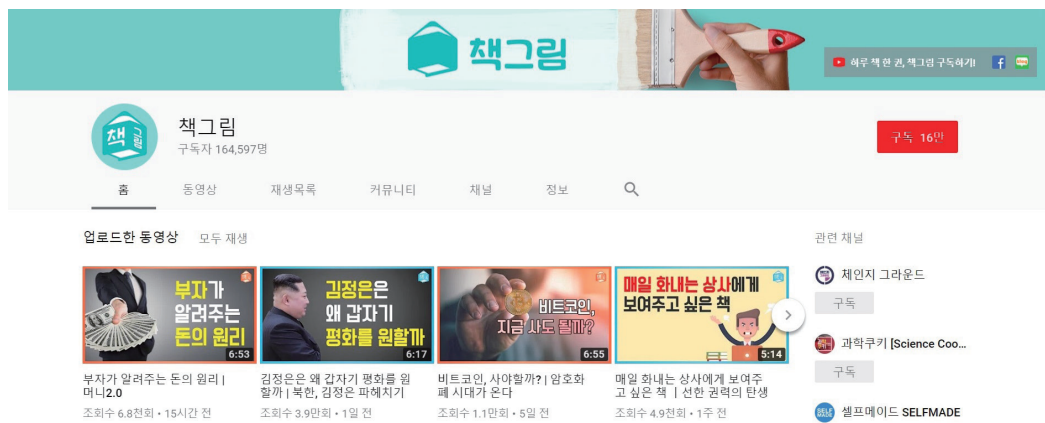 책그림
하루 책 한 권, 책그림 구독하기!
책그림
책그림
구독자 164,597명
구독 16만
홈 동영상 재생목록 커뮤니티 채널 정보
업로드한 동영상 모두 재생
부자가
알려주는
돈의 원리
6:53
부자가 알려주는 돈의 원리 |
머니2.0
조회수 6.8천회 • 15시간 전
김정은은
왜 갑자기
평화를 원할까
6:17
김정은은 왜 갑자기 평화를 원
할까 | 북한, 김정은 파헤치기
조회수 3.9만회 • 1일 전
비트코인,
지금 사도 될까?
6:55
비트코인, 사야할까? | 암호화
폐 시대가 온다
조회수 1.1만회 • 5일 전
매일 화내는 상사에게
보여주고 싶은 책
5:14
매일 화내는 상사에게 보여주
고 싶은 책 | 선한 권력의 탄생
조회수 4.9천회 • 1주 전
관련 채널
체인지 그라운드
구독
과학쿠키 [Science Coo...
구독
SELF
MADE
셀프메이드 SELFMADE